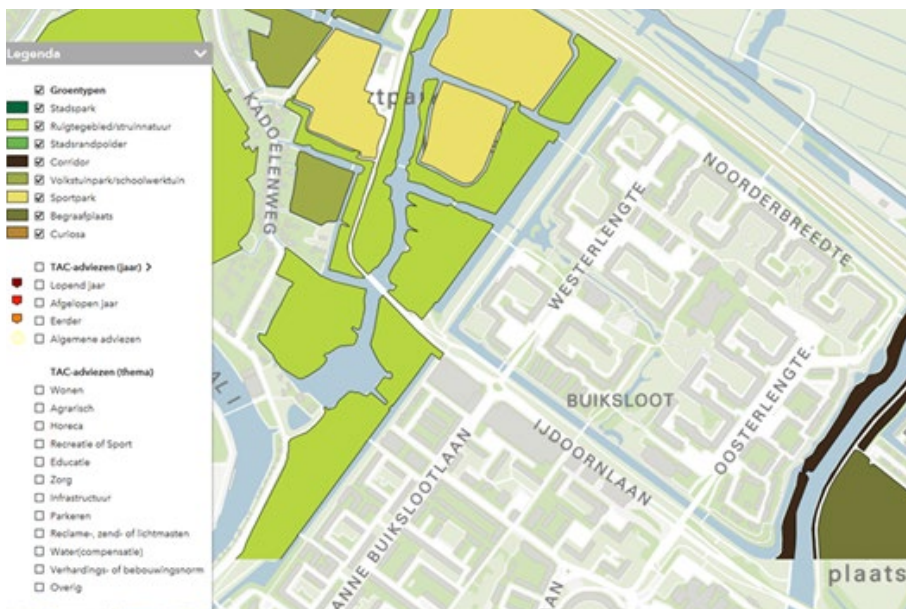 Legenda
Groentypen
Stadspark
Ruigtegebied/struinnatuur
Stadsrandpolder
Corridor
Volkstuinpark/schoolwerktuin
Sportpark
Begraafplaats
Curiosa
TAC-adviezen (jaar)
Lopend jaar
Afgelopen jaar
Eerder
Algemene adviezen
TAC-adviezen (thema)
Wonen
Agrarisch
Horeca
Recreatie of Sport
Educatie
Zorg
Infrastructuur
Parkeren
Reclame-, zend- of lichtmasten
Water(compensatie)
Verhardings- of bebouwingsnorm
Overig
KADOELENWEG
WESTERLENGTE
NOORDERBREEDTE
BUIKSLOOT
OOSTERLENGTE
IJDOORNLAAN
ANNE BUIKSLOOTLAAN
AN
plaats